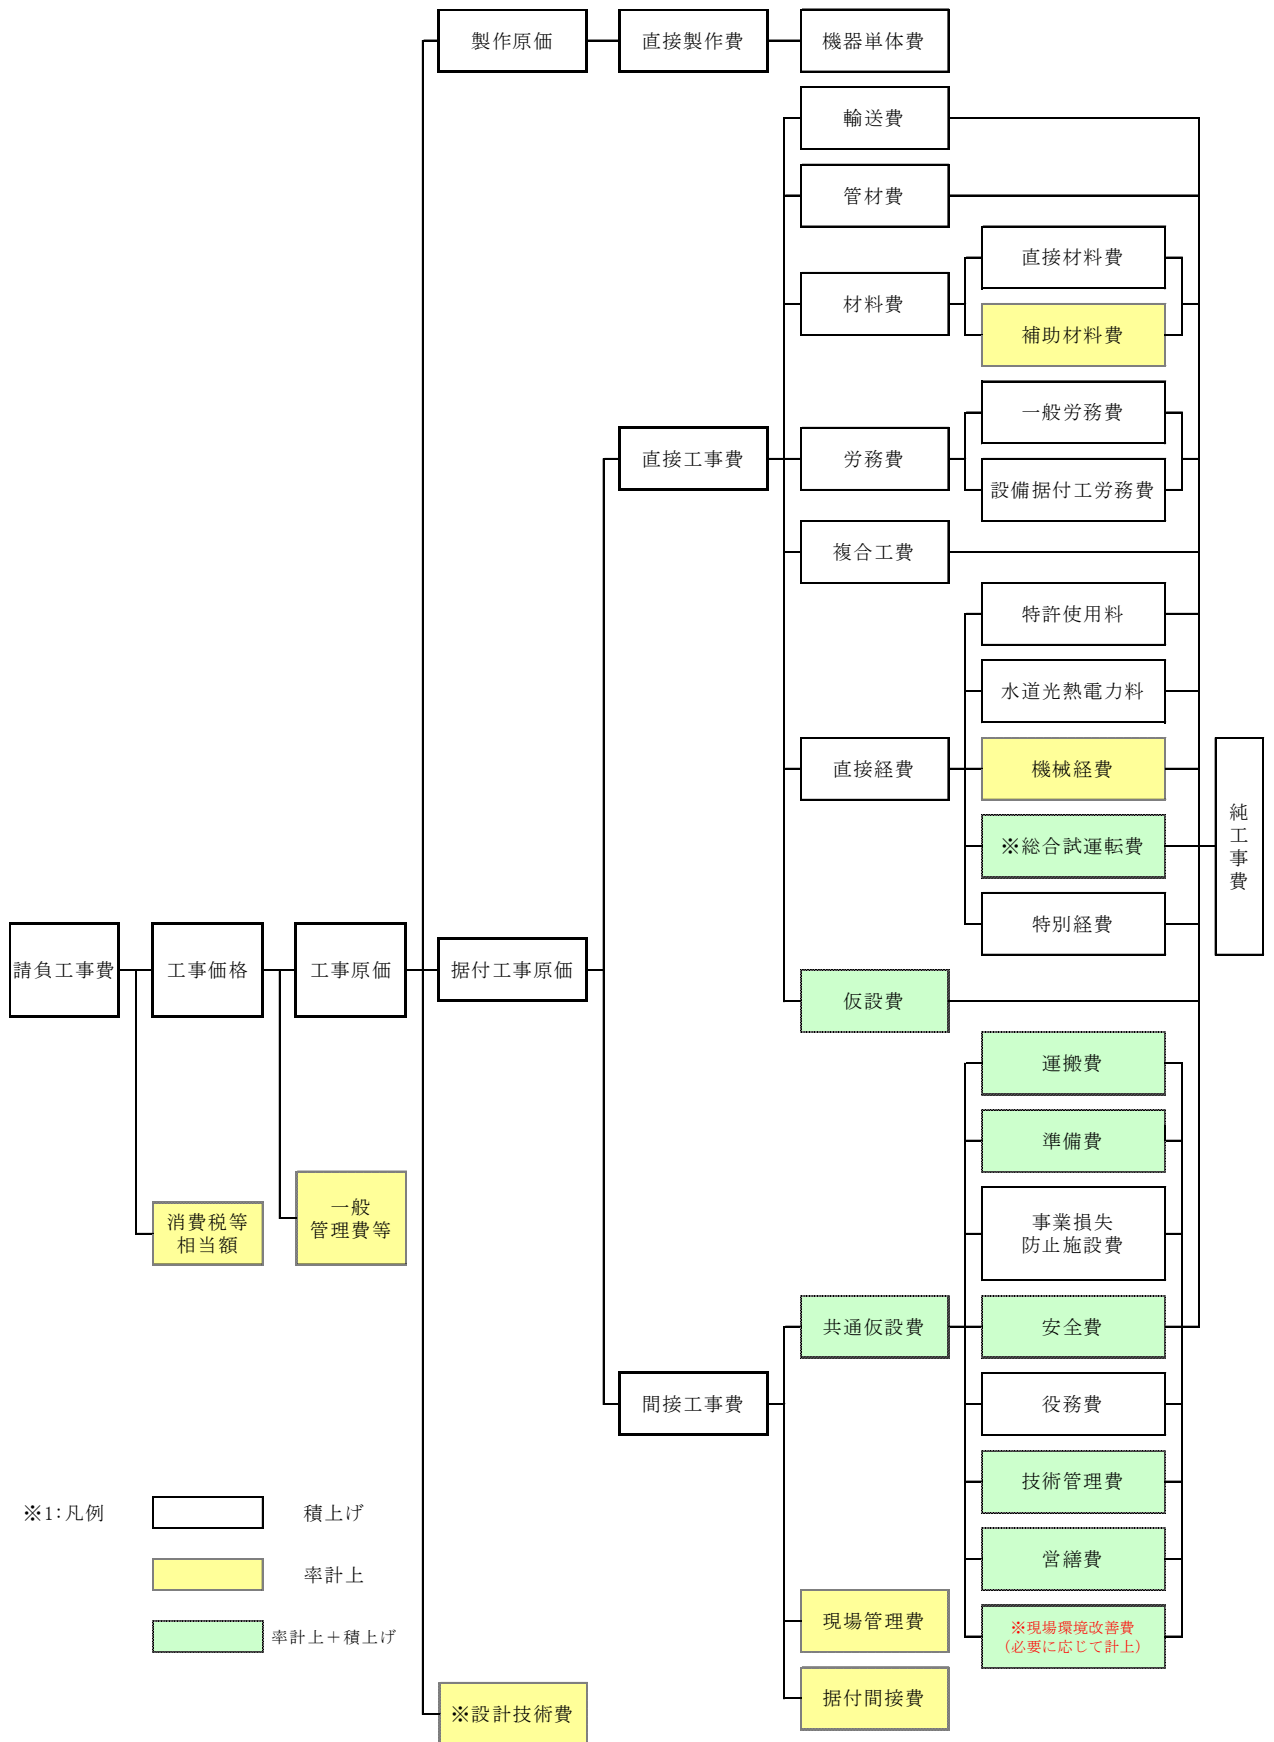 製作原価
直接製作費
機器単体費
輸送費
管材費
直接材料費
材料費
補助材料費
一般労務費
直接工事費
労務費
設備据付工労務費
複合工費
特許使用料
水道光熱電力料
直接経費
機械経費
純工事費
※総合試運転費
特別経費
請負工事費
工事価格
工事原価
据付工事原価
仮設費
運搬費
準備費
消費税等
相当額
一般
管理費等
事業損失
防止施設費
共通仮設費
安全費
間接工事費
役務費
技術管理費
営繕費
※1:凡例
積上げ
率計上
率計上+積上げ
現場管理費
※現場環境改善費
(必要に応じて計上)
据付間接費
※設計技術費